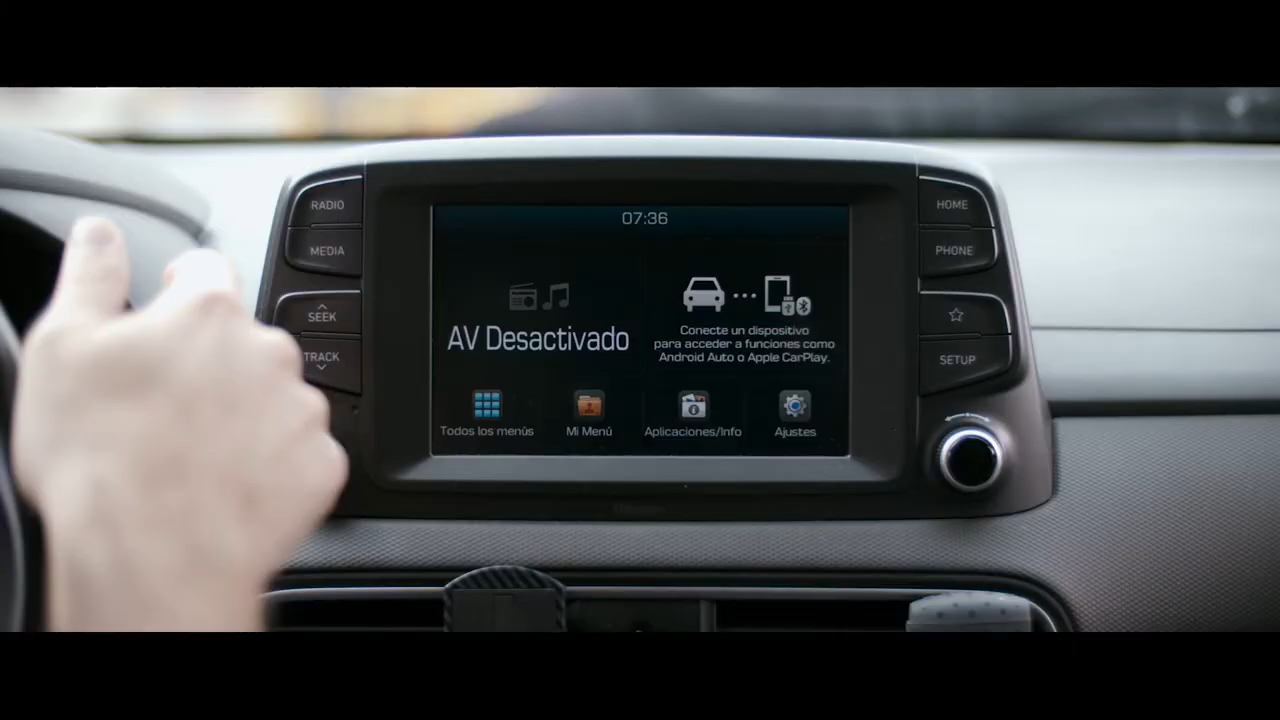 RADIO
MEDIA
SEEK
TRACK
07:36
AV Desactivado
Conecte un dispositivo
para acceder a funciones como
Android Auto o Apple CarPlay.
Todos los menús
Mi Menú
Aplicaciones/Info
Ajustes
HOME
PHONE
SETUP